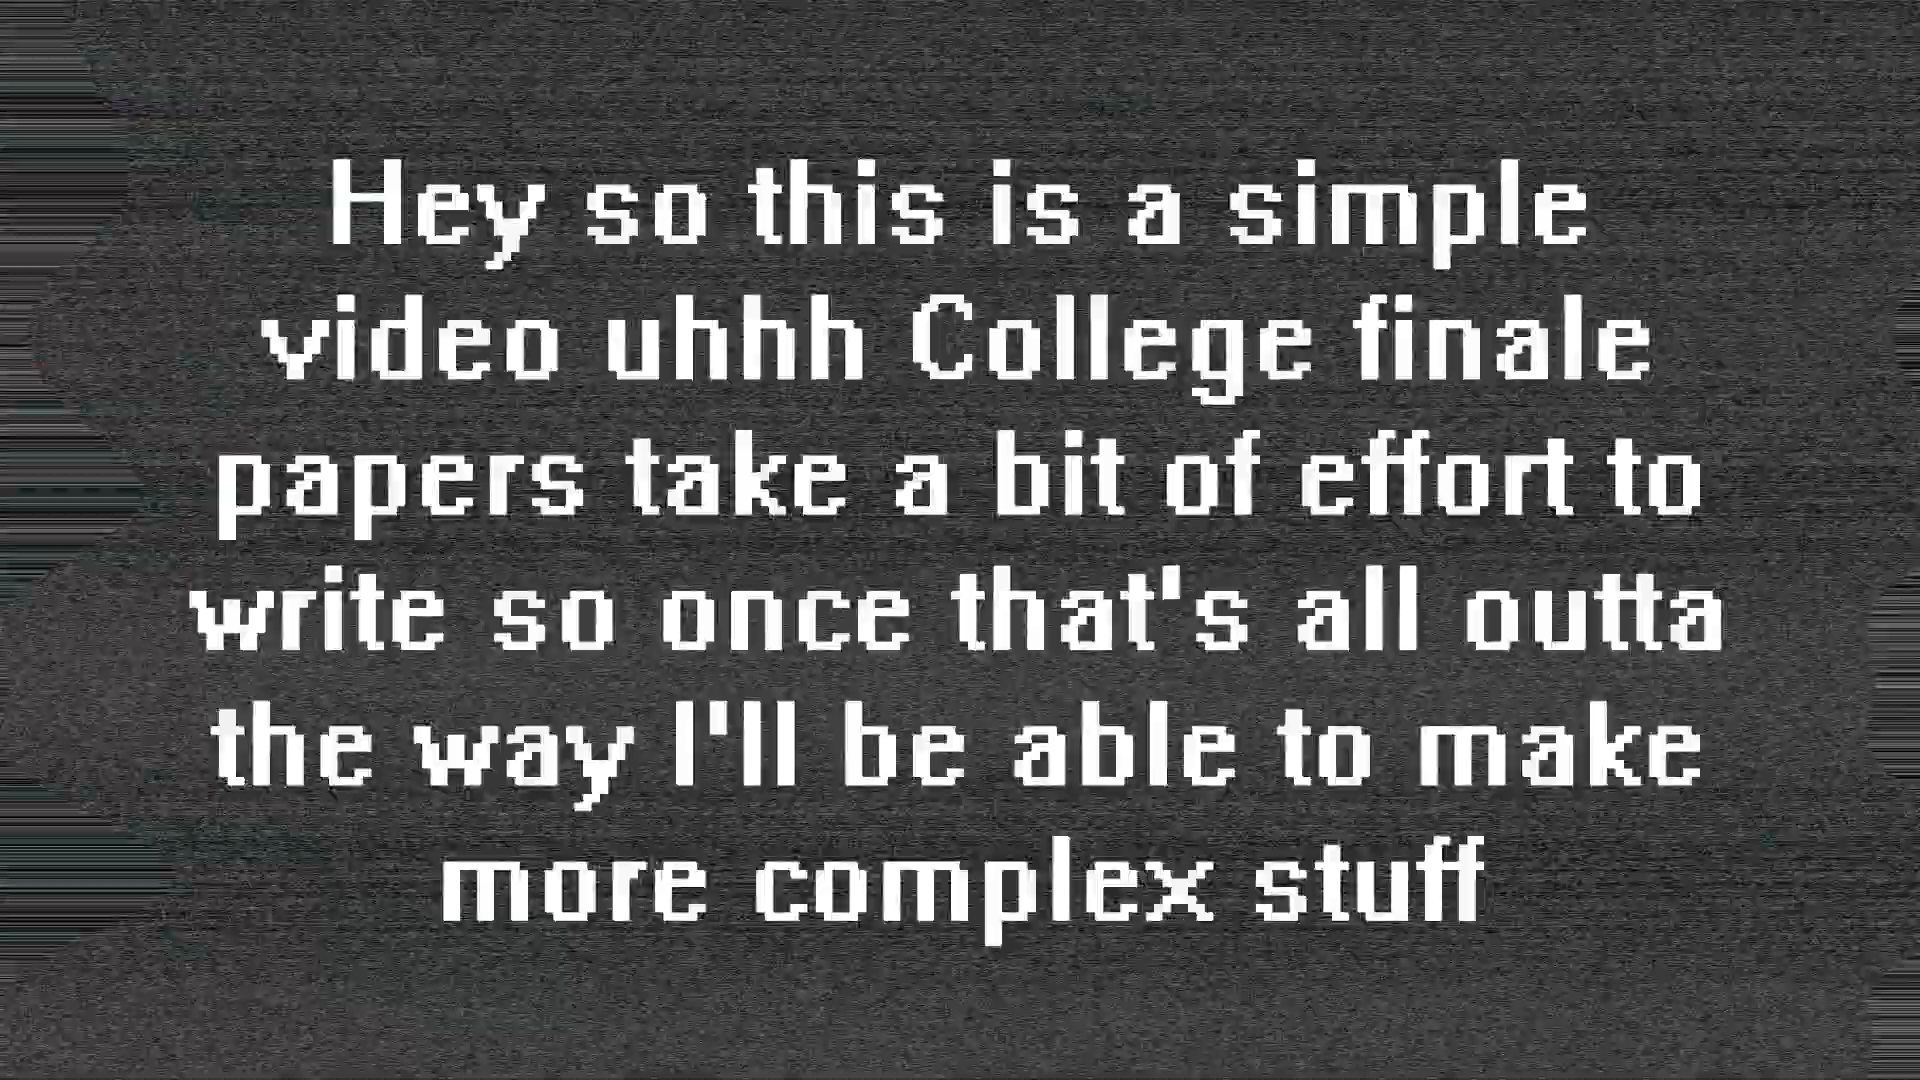 Hey so this is a simple
video uhhh College finale
papers take a bit of effort to
write so once that's all outta
the way I'll be able to make
more complex stuff